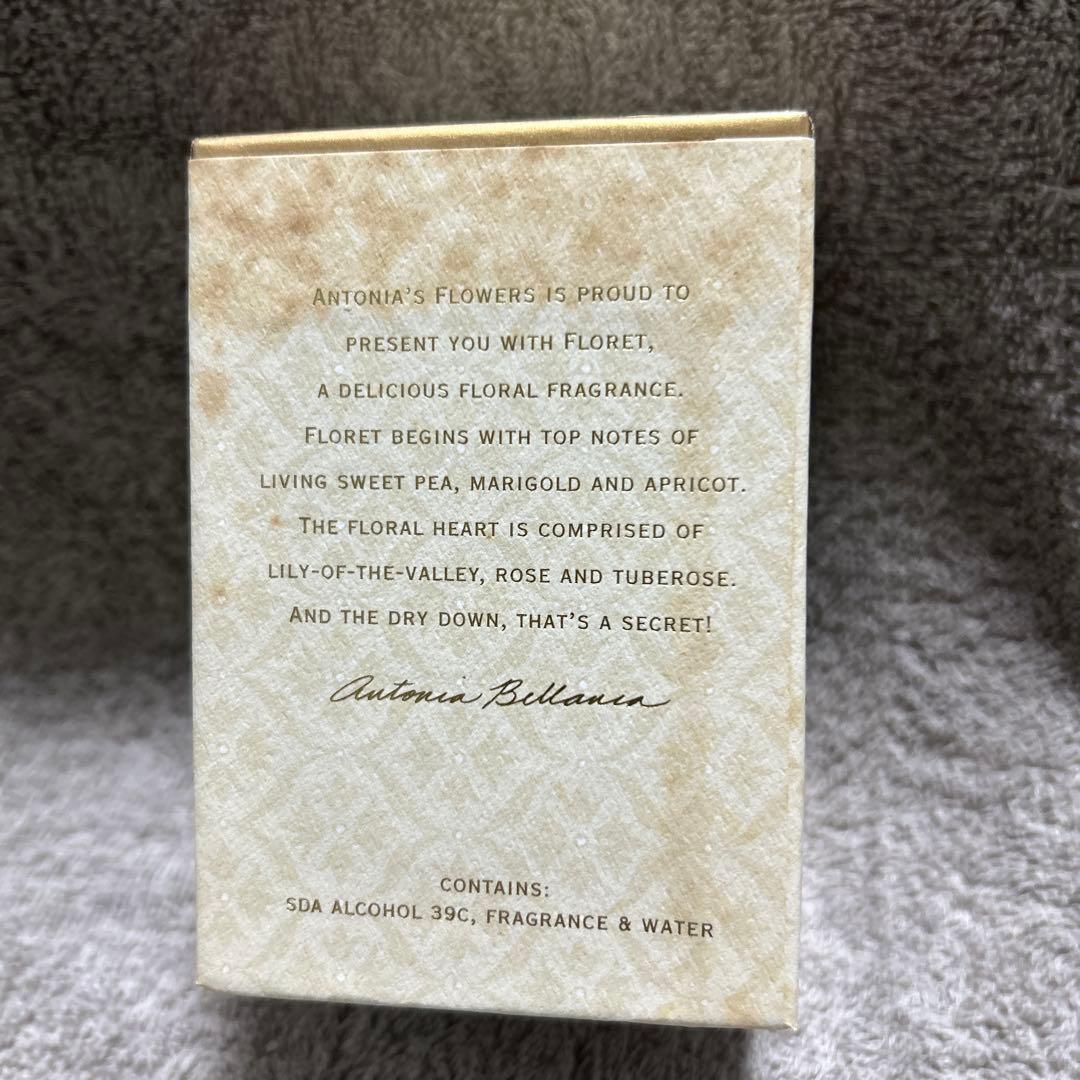 Antonia's Flowers is proud to
present you with Floret,
a delicious floral fragrance.
Floret begins with top notes of
living sweet pea, marigold and apricot.
The floral heart is comprised of
lily-of-the-valley, rose and tuberose.
And the dry down, that's a secret!
Antonia Bellanca
contains:
SDA Alcohol 39C, Fragrance & Water